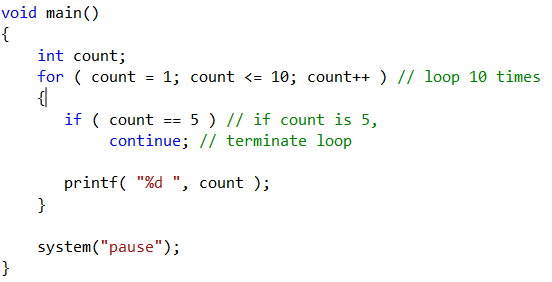 void main()
{
int count;
for ( count = 1; count <= 10; count++ ) // loop 10 times
{
if ( count == 5 ) // if count is 5,
continue; // terminate loop
printf( "%d ", count );
}
system("pause");
}